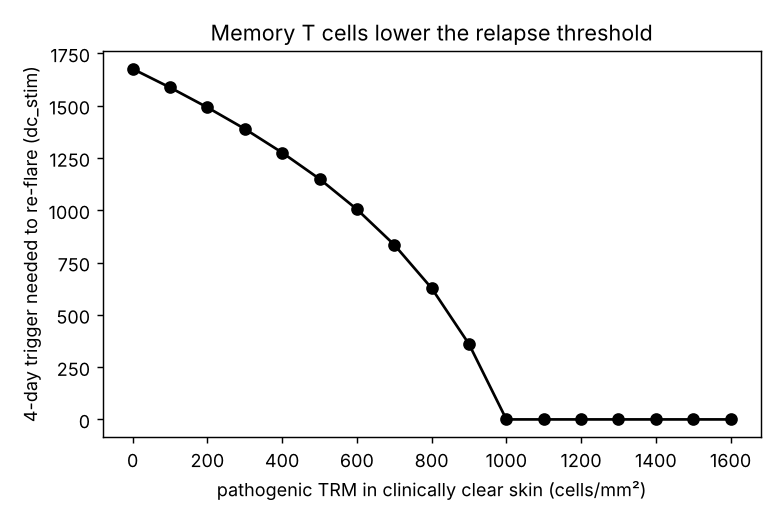 Memory T cells lower the relapse threshold
4-day trigger needed to re-flare (dc_stim)
1750
1500
1250
1000
750
500
250
0
0 200 400 600 800 1000 1200 1400 1600
pathogenic TRM in clinically clear skin (cells/mm²)